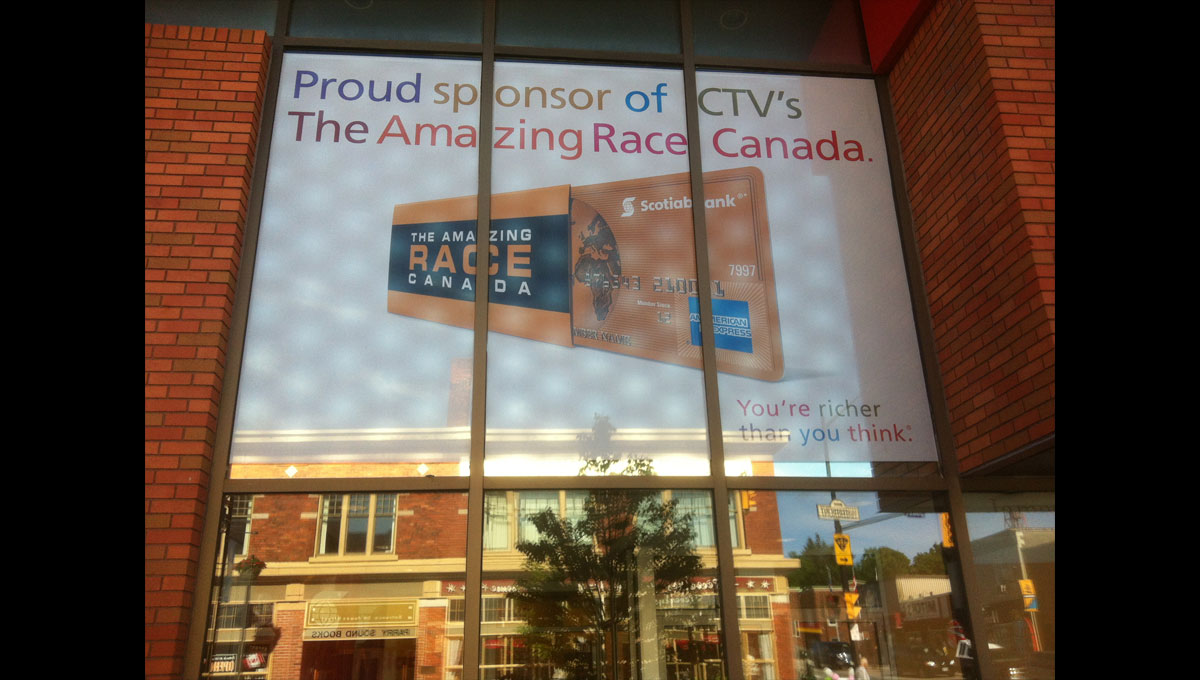 Proud sponsor of CTV's
The Amazing Race Canada.
Scotiabank
THE AMAZING
RACE
CANADA
7997
AMERICAN
EXPRESS
You're richer
than you think.
PARRY SOUND BOOKS
OPEN